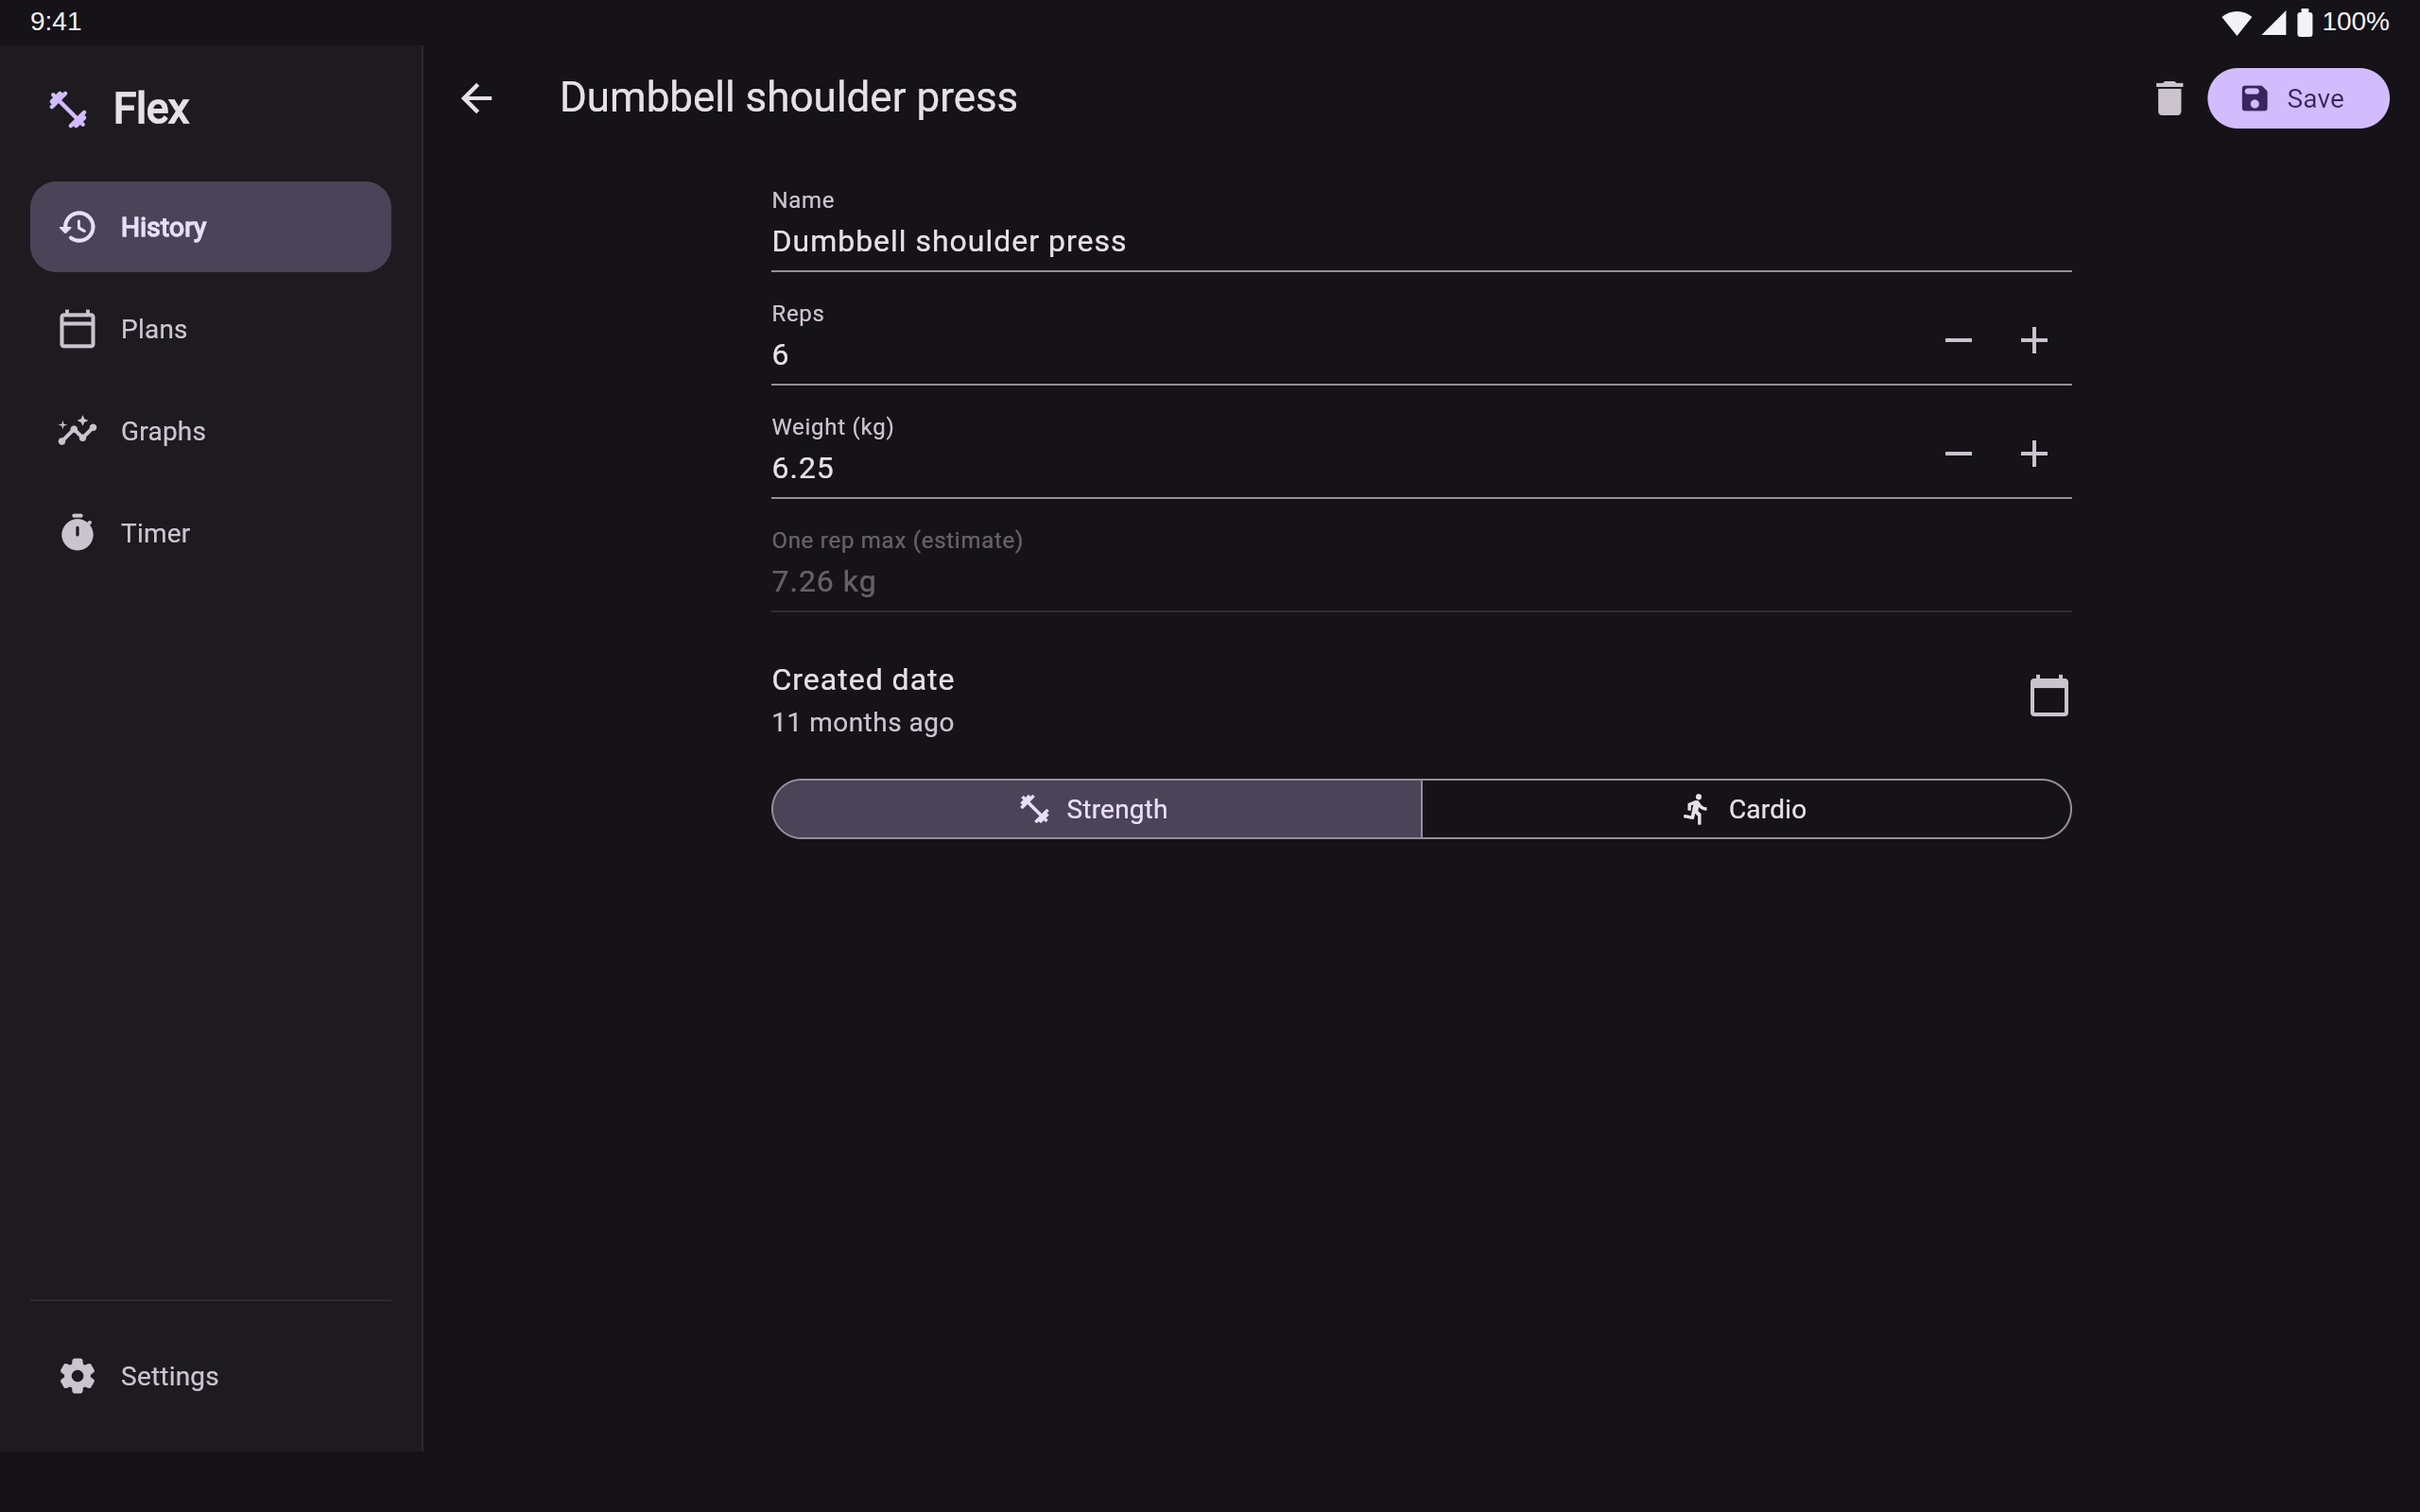 9:41
100%
Flex
History
Plans
Graphs
Timer
Settings
Dumbbell shoulder press
Save
Name
Dumbbell shoulder press
Reps
6
Weight (kg)
6.25
One rep max (estimate)
7.26 kg
Created date
11 months ago
Strength
Cardio